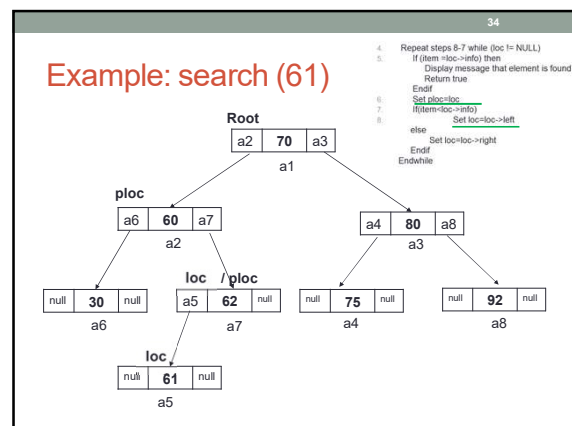 34
Example: search (61)
4. Repeat steps 8-7 while (loc != NULL)
5. If (item =loc->info) then
Display message that element is found
Return true
Endif
6. Set ploc=loc
7. If(item<loc->info)
8. Set loc=loc->left
else
Set loc=loc->right
Endif
Endwhile
Root
a2 70 a3
a1
ploc
a6 60 a7
a2
a4 80 a8
a3
loc / ploc
null 30 null
a6
a5 62 null
a7
null 75 null
a4
null 92 null
a8
loc
null 61 null
a5